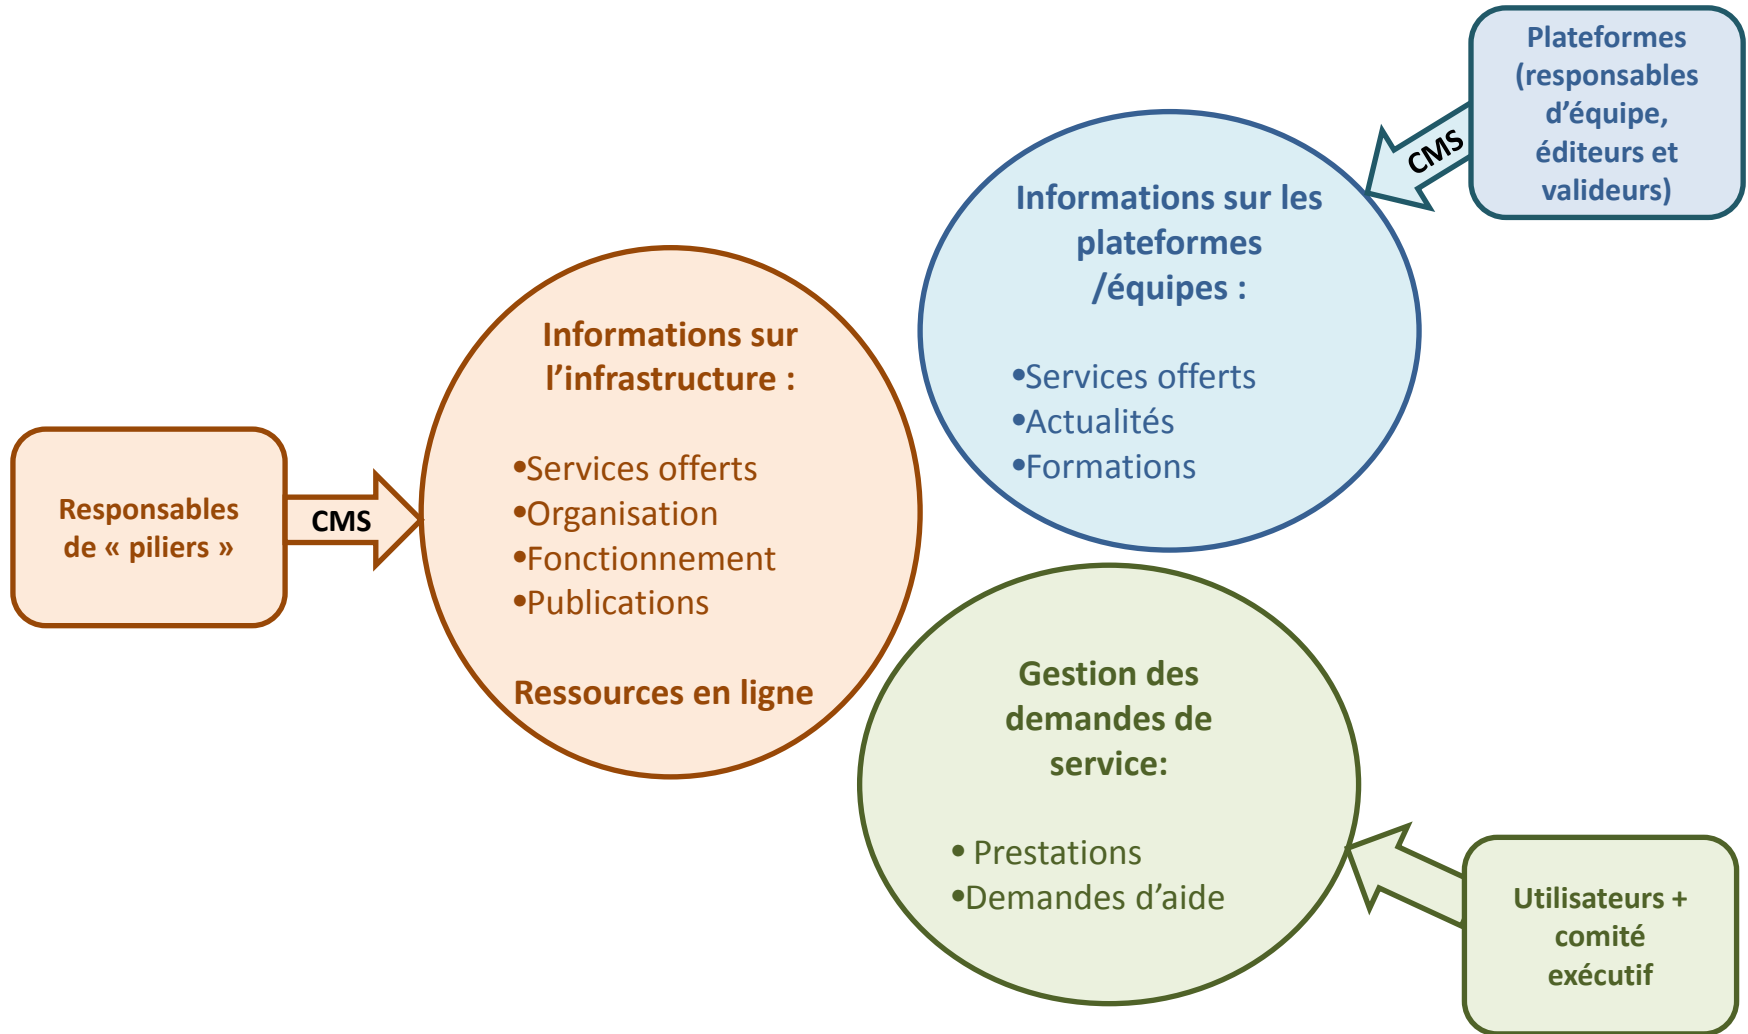 Responsables
de « piliers »
CMS
Informations sur
l’infrastructure :
•Services offerts
•Organisation
•Fonctionnement
•Publications
Ressources en ligne
Informations sur les
plateformes
/équipes :
•Services offerts
•Actualités
•Formations
CMS
Plateformes
(responsables
d’équipe,
éditeurs et
valideurs)
Gestion des
demandes de
service:
• Prestations
•Demandes d’aide
Utilisateurs +
comité
exécutif